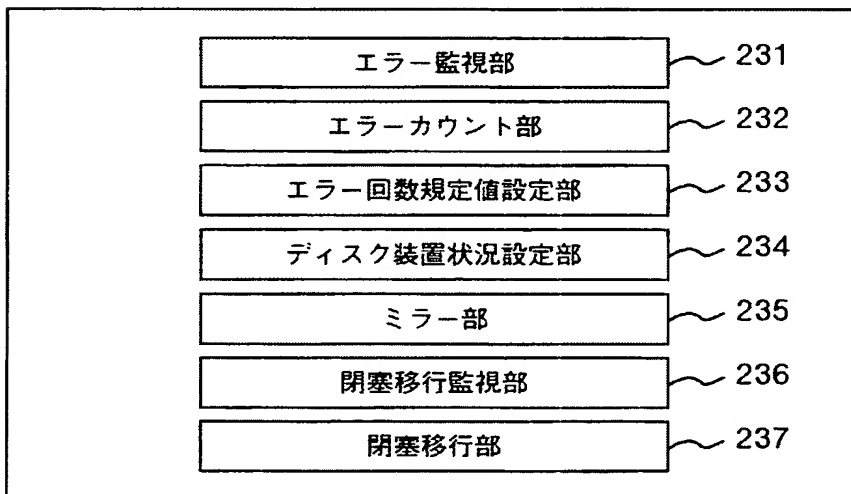 エラー監視部 231
エラーカウント部 232
エラー回数規定値設定部 233
ディスク装置状況設定部 234
ミラー部 235
閉塞移行監視部 236
閉塞移行部 237